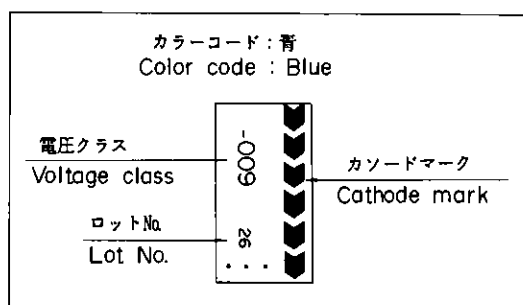 カラーコード : 青
Color code : Blue
電圧クラス
Voltage class
-009
カソードマーク
Cathode mark
ロットNo.
Lot No.
26
...